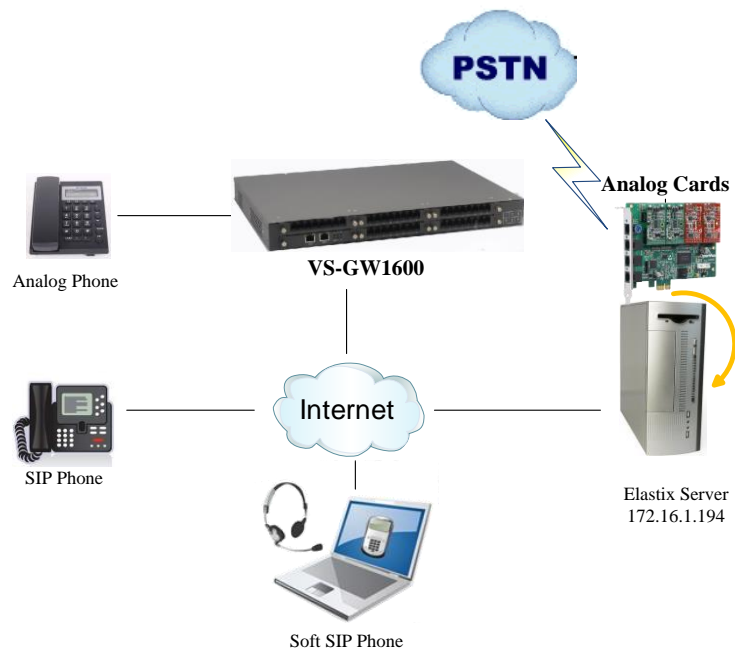 PSTN
Analog Cards
VS-GW1600
Analog Phone
Internet
SIP Phone
Elastix Server
172.16.1.194
Soft SIP Phone